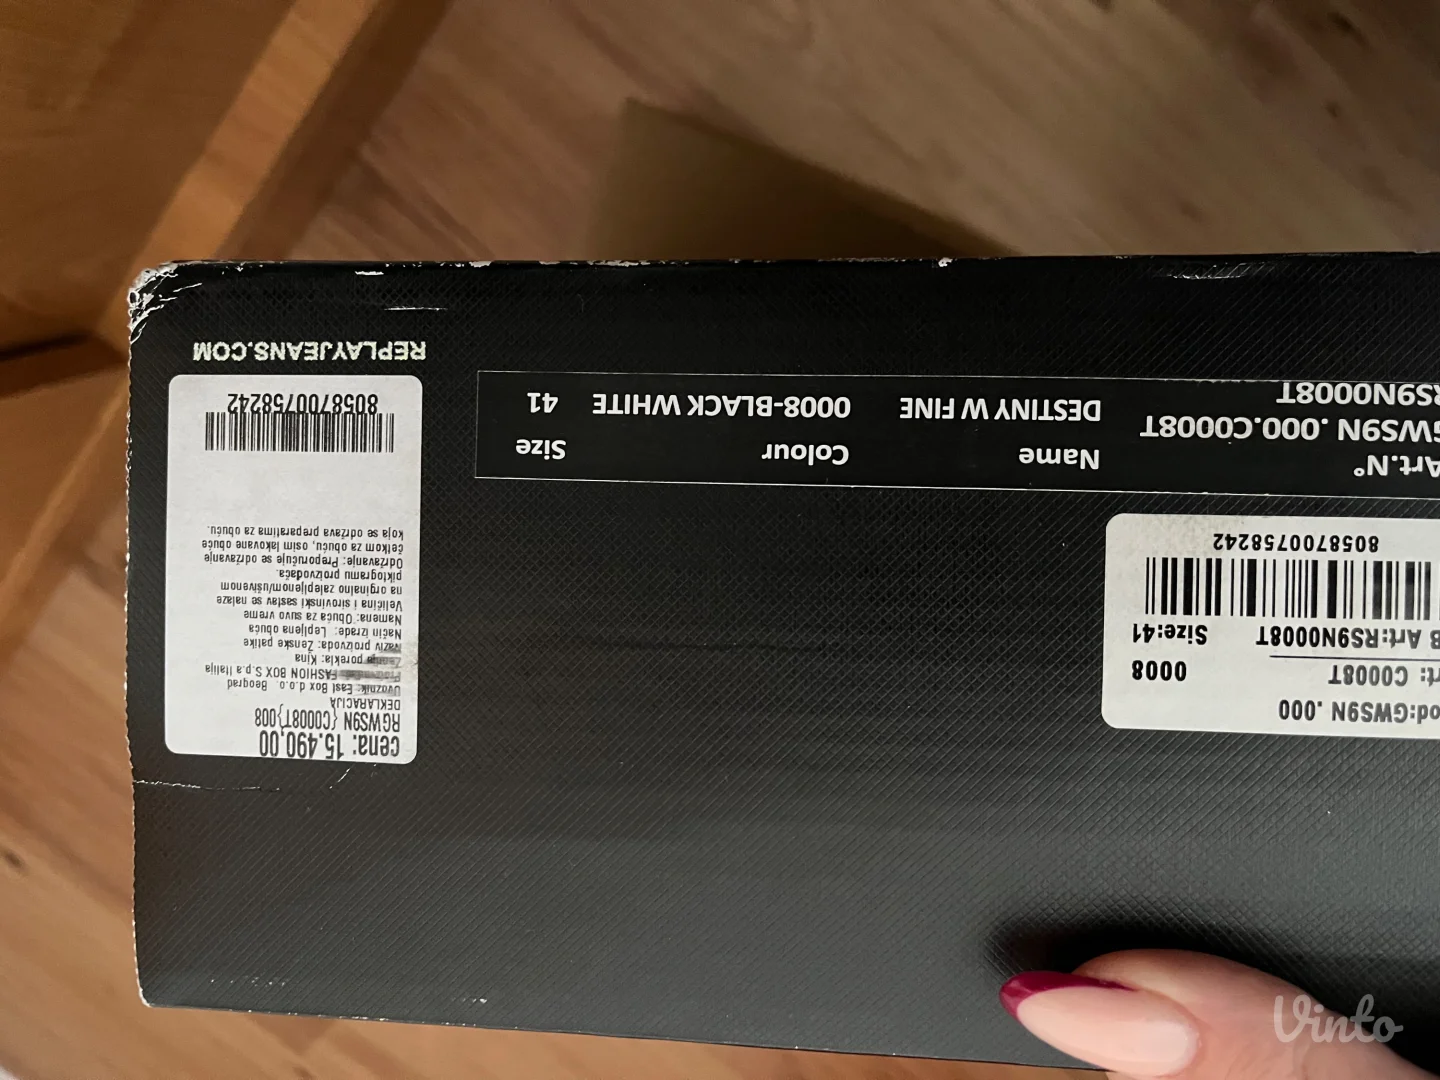 cena: 15.490,00
RGWS9N {C0008T}008
DEKLARACIJA
Uvoznik: East Box d.o.o. Beograd
FASHION BOX S.p.a Italija
Zemlja porekla: Kina
Naziv proizvoda: Ženske patike
Način izrade: Lepljena obuća
Namena: Obuća za suvo vreme
Veličina i sirovinski sastav se nalaze
na orginalno zalepljenom/ušivenom
piktogramu proizvođača.
Održavanje: Preporučuje se održavanje
četkom za obuću, osim lakovane obuće
koja se održava preparatima za obuću.
8058700758242
REPLAYJEANS.COM
od:GWS9N .000
rt: C0008T 0008
B Art:RS9N0008T Size:41
8058700758242
Art.N° Name Colour Size
GWS9N .000.C0008T DESTINY W FINE 0008-BLACK WHITE 41
RS9N0008T
Vinto